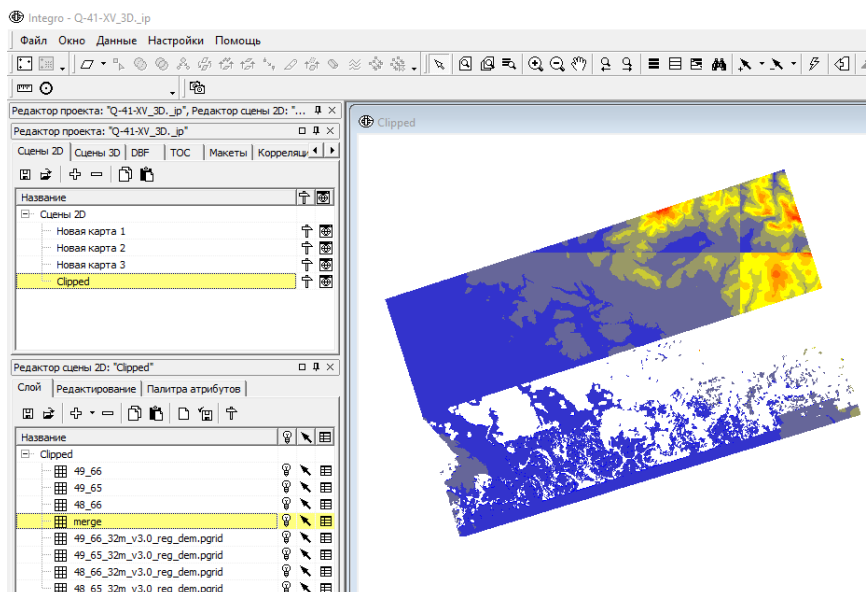 Integro - Q-41-XV_3D._ip
Файл Окно Данные Настройки Помощь
Редактор проекта: "Q-41-XV_3D._ip", Редактор сцены 2D: "...
Редактор проекта: "Q-41-XV_3D._ip"
Сцены 2D Сцены 3D DBF TOC Макеты Корреляц
Название
Сцены 2D
Новая карта 1
Новая карта 2
Новая карта 3
Clipped
Редактор сцены 2D: "Clipped"
Слой Редактирование Палитра атрибутов
Название
Clipped
49_66
49_65
48_66
merge
49_66_32m_v3.0_reg_dem.pgrid
49_65_32m_v3.0_reg_dem.pgrid
48_66_32m_v3.0_reg_dem.pgrid
48_65_32m_v3.0_reg_dem.pgrid
Clipped